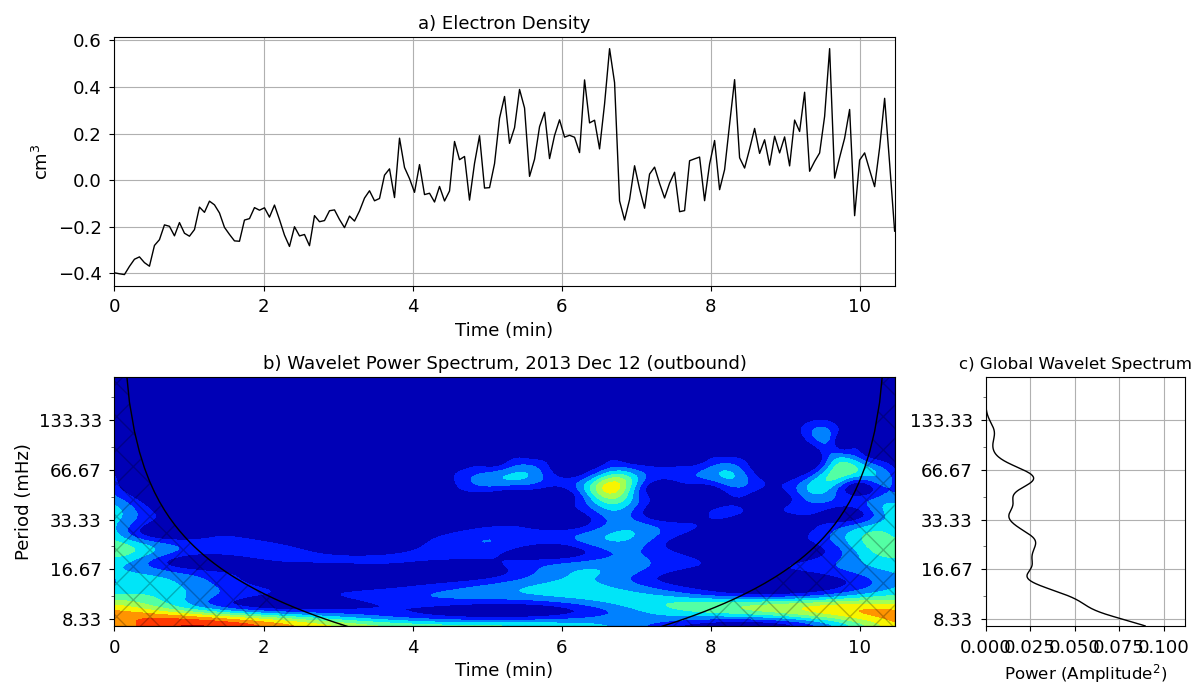 a) Electron Density
0.6
0.4
0.2
0.0
−0.2
−0.4
cm³
0 2 4 6 8 10
Time (min)
b) Wavelet Power Spectrum, 2013 Dec 12 (outbound)
133.33
66.67
33.33
16.67
8.33
Period (mHz)
0 2 4 6 8 10
Time (min)
c) Global Wavelet Spectrum
133.33
66.67
33.33
16.67
8.33
0.000 0.025 0.050 0.075 0.100
Power (Amplitude²)